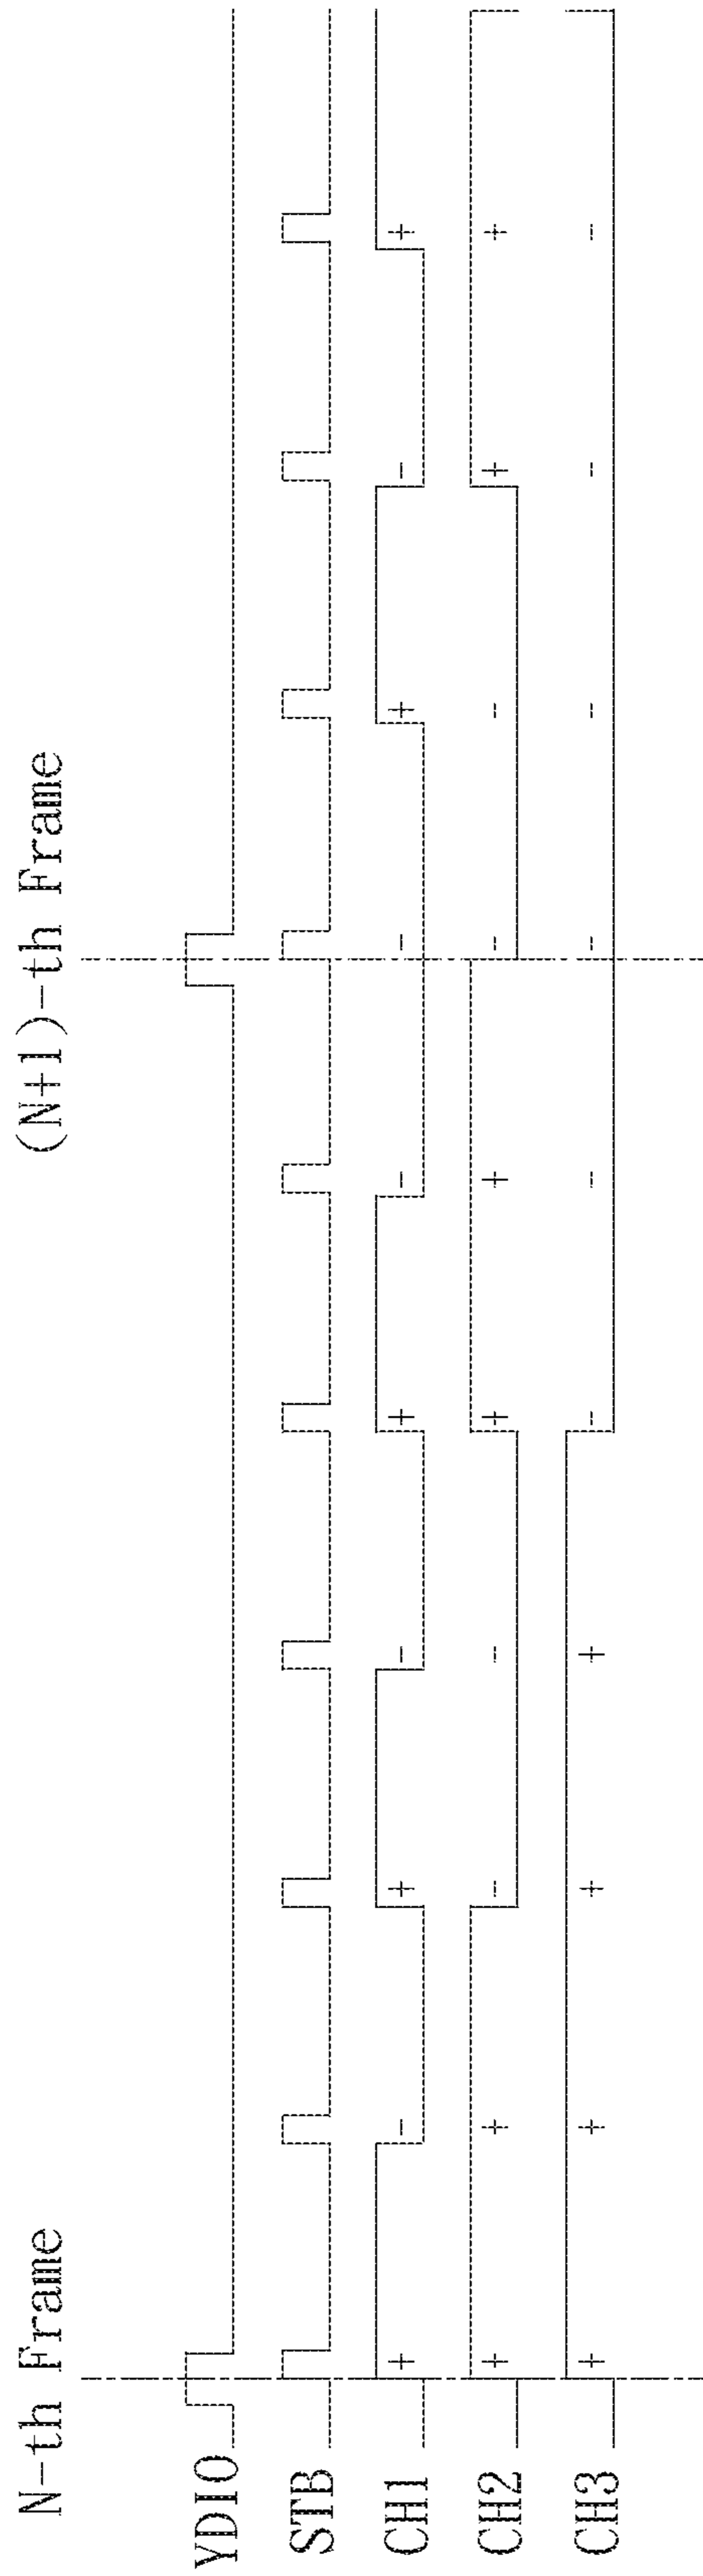 N-th Frame (N+1)-th Frame
YDIO
STB
CH1 + - + - + - - + - +
CH2 + + - - + + - - + +
CH3 + + + + - - - - - -